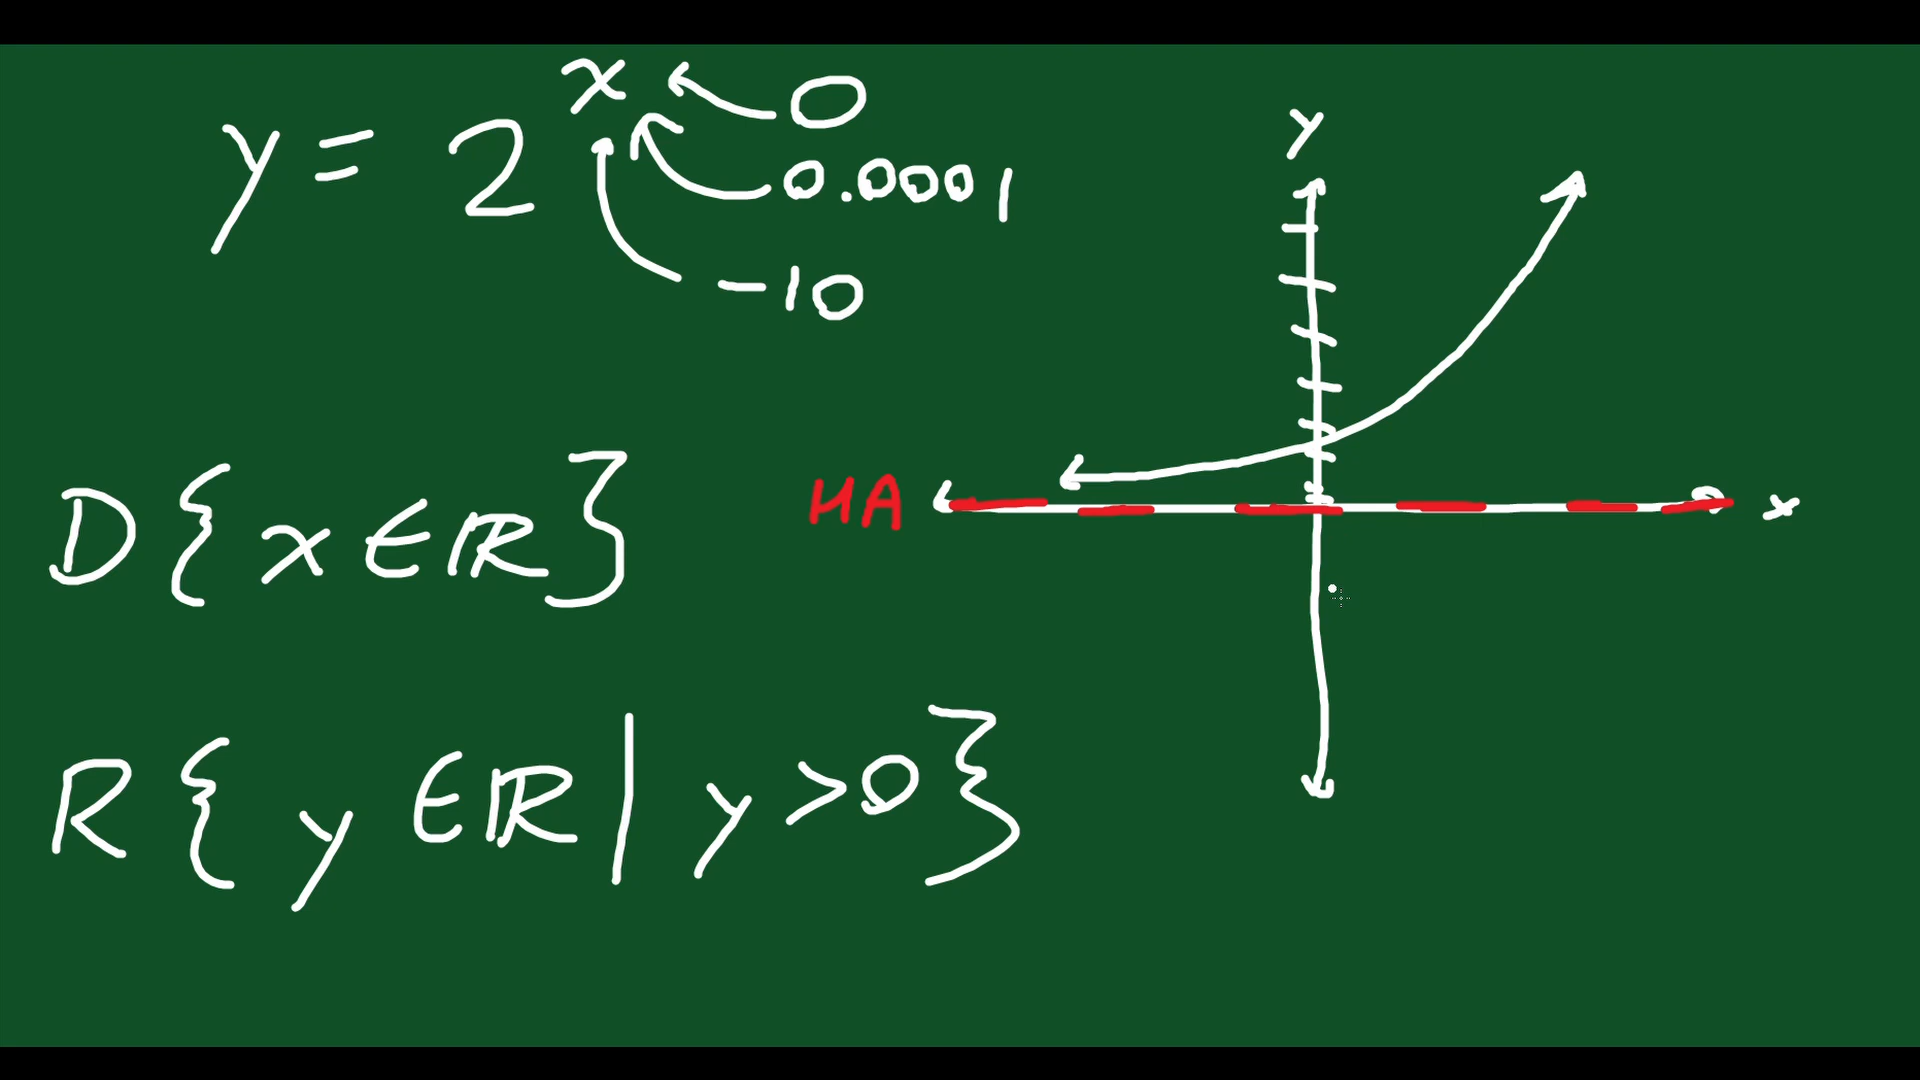 y = 2^x
0
0.0001
-10
D{x∈ℝ}
R{y∈ℝ|y>0}
y
HA
x